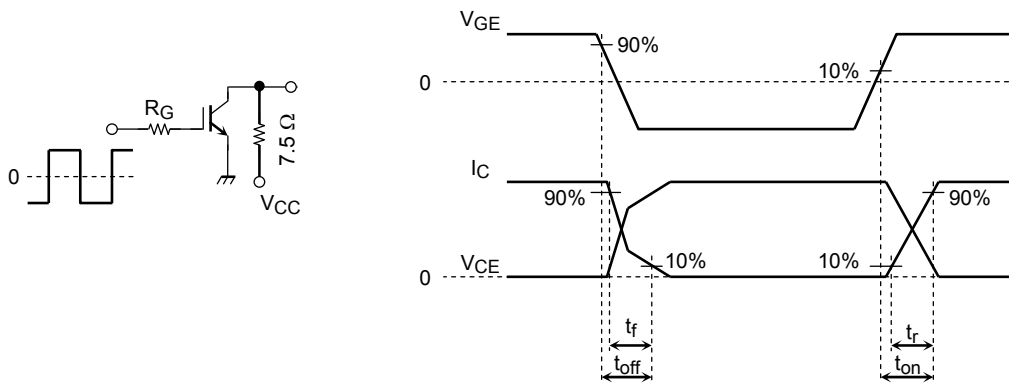 R_G
7.5 Ω
0
V_CC
V_GE
90%
0
10%
I_C
90%
90%
V_CE
10%
10%
0
t_f
t_r
t_off
t_on